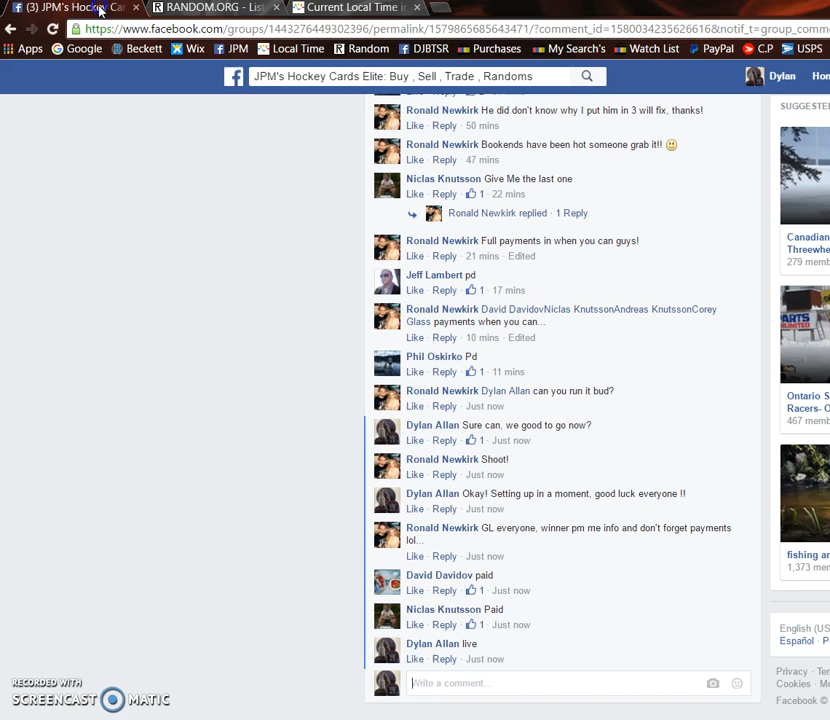 (3) JPM's Hockey Car
RANDOM.ORG - List
Current Local Time in
https://www.facebook.com/groups/1443276449302396/permalink/1579865685643471/?comment_id=1580034235626616&notif_t=group_comme
Apps Google Beckett Wix JPM Local Time Random DJBTSR Purchases My Search's Watch List PayPal C.P USPS
JPM's Hockey Cards Elite: Buy , Sell , Trade , Randoms
Dylan Hom
SUGGESTED
Ronald Newkirk He did don't know why I put him in 3 will fix, thanks!
Like · Reply · 50 mins
Ronald Newkirk Bookends have been hot someone grab it!!
Like · Reply · 47 mins
Niclas Knutsson Give Me the last one
Like · Reply · 1 · 22 mins
Ronald Newkirk replied · 1 Reply
Ronald Newkirk Full payments in when you can guys!
Like · Reply · 21 mins · Edited
Jeff Lambert pd
Like · Reply · 1 · 17 mins
Ronald Newkirk David DavidovNiclas KnutssonAndreas KnutssonCorey
Glass payments when you can...
Like · Reply · 10 mins · Edited
Phil Oskirko Pd
Like · Reply · 1 · 11 mins
Ronald Newkirk Dylan Allan can you run it bud?
Like · Reply · Just now
Dylan Allan Sure can, we good to go now?
Like · Reply · 1 · Just now
Ronald Newkirk Shoot!
Like · Reply · Just now
Dylan Allan Okay! Setting up in a moment, good luck everyone !!
Like · Reply · Just now
Ronald Newkirk GL everyone, winner pm me info and don't forget payments
lol...
Like · Reply · Just now
David Davidov paid
Like · Reply · 1 · Just now
Niclas Knutsson Paid
Like · Reply · 1 · Just now
Dylan Allan live
Like · Reply · Just now
Write a comment...
Canadian
Threewhe
279 memb
PARTS
UNLIMITED
Ontario S
Racers- O
467 memb
fishing an
1,373 mem
English (US
Español · P
Privacy · Ter
Cookies · Mo
Facebook ©
RECORDED WITH
SCREENCAST O MATIC